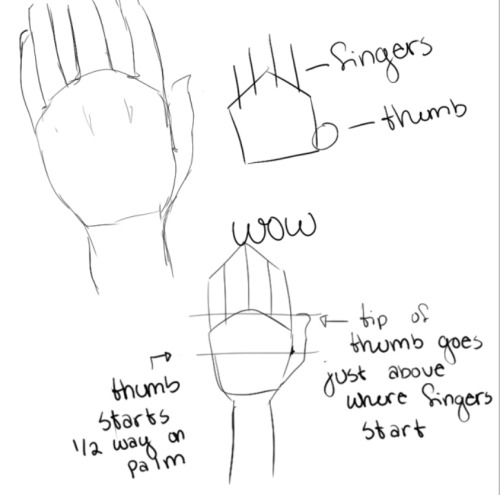 fingers
thumb
WOW
tip of
thumb goes
just above
where fingers
start
thumb
starts
1/2 way on
palm